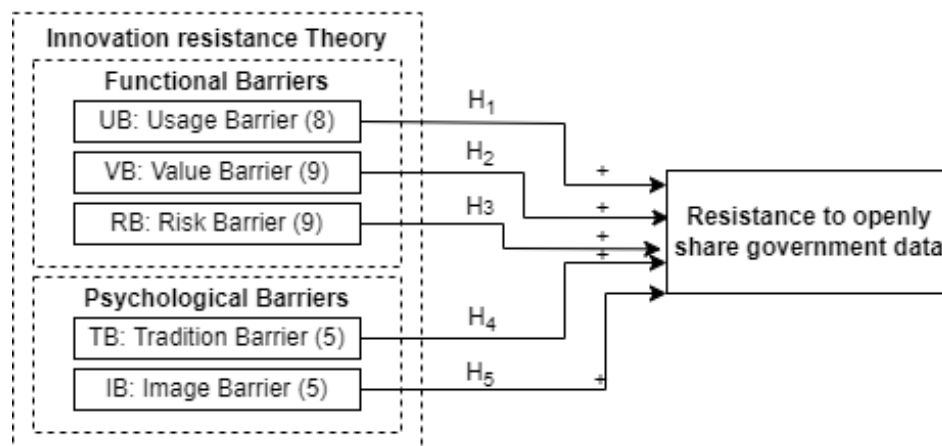 Innovation resistance Theory
Functional Barriers
UB: Usage Barrier (8)
VB: Value Barrier (9)
RB: Risk Barrier (9)
Psychological Barriers
TB: Tradition Barrier (5)
IB: Image Barrier (5)
H1
H2
H3
H4
H5
+
+
+
+
+
Resistance to openly
share government data